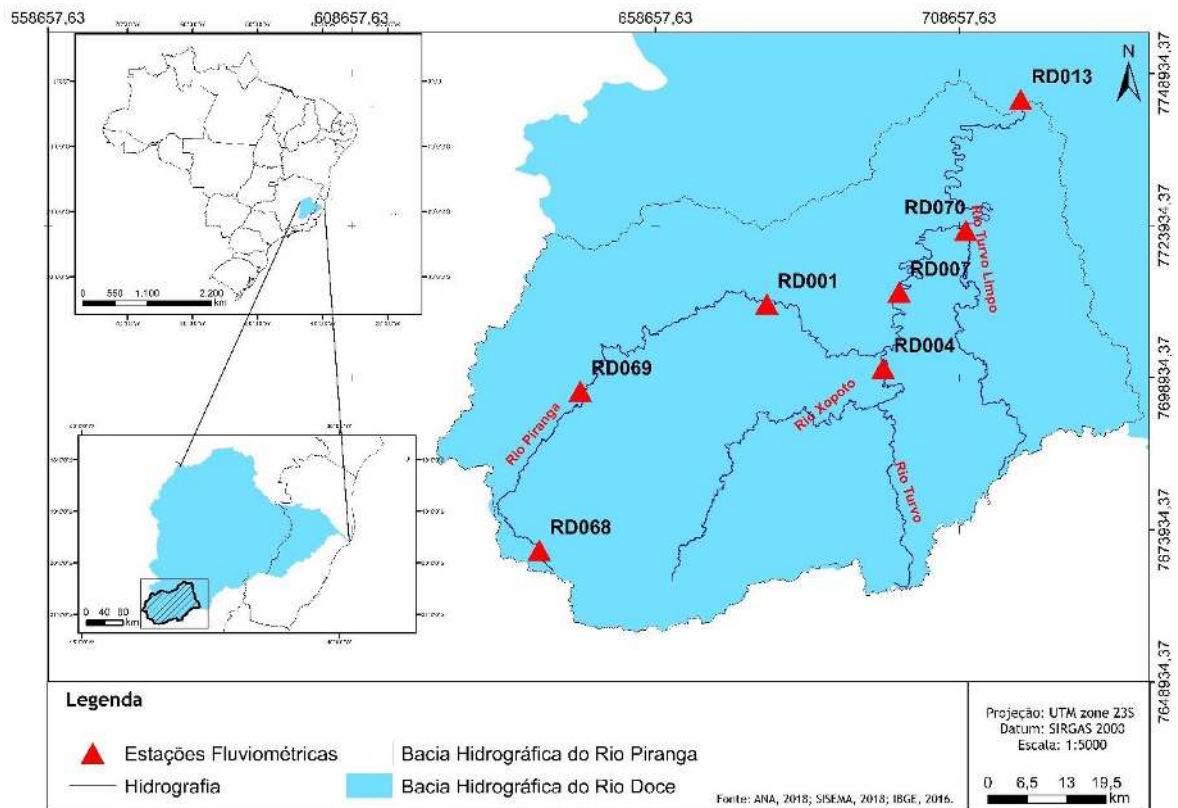 558657,63
608657,63
658657,63
708657,63
N
7748934,37
RD013
RD070
Rio Turvo Limpo
7723934,37
RD007
RD001
RD004
7698934,37
RD069
Rio Piranga
Rio Xopoto
Rio Turvo
RD068
7673934,37
7648934,37
0 550 1.100 2.200
km
0 40 80
km
Legenda
Estações Fluviométricas
Bacia Hidrográfica do Rio Piranga
Hidrografia
Bacia Hidrográfica do Rio Doce
Fonte: ANA, 2018; SISEMA, 2018; IBGE, 2016.
Projeção: UTM zone 23S
Datum: SIRGAS 2000
Escala: 1:5000
0 6,5 13 19,5
km